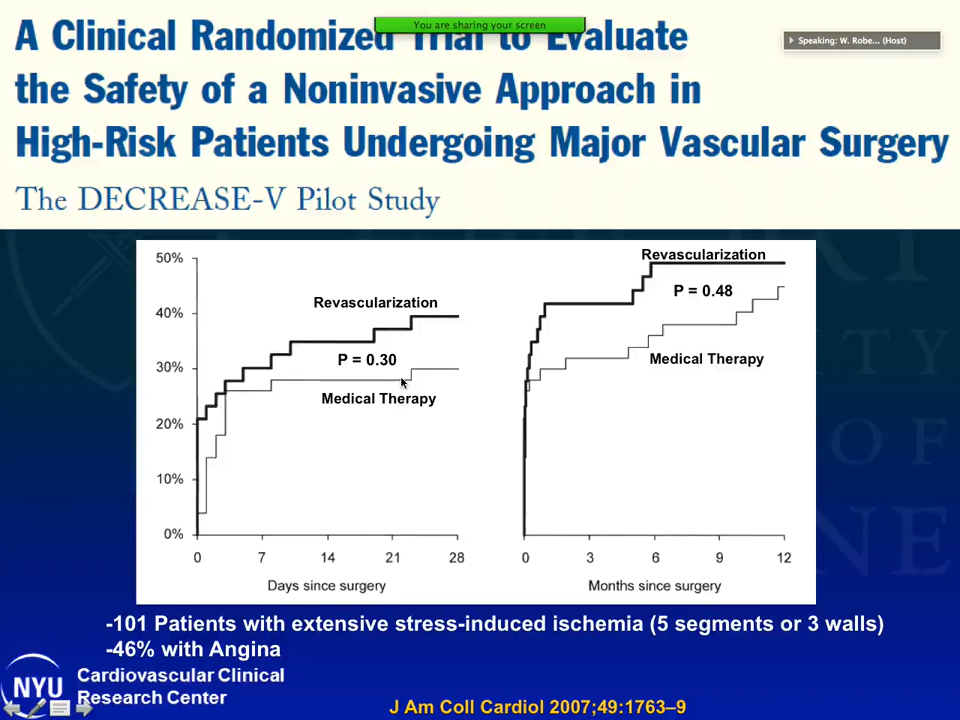 You are sharing your screen
Speaking: W. Robe... (Host)
A Clinical Randomized Trial to Evaluate
the Safety of a Noninvasive Approach in
High-Risk Patients Undergoing Major Vascular Surgery
The DECREASE-V Pilot Study
50%
40%
30%
20%
10%
0%
Revascularization
P = 0.30
Medical Therapy
0 7 14 21 28
Days since surgery
Revascularization
P = 0.48
Medical Therapy
0 3 6 9 12
Months since surgery
-101 Patients with extensive stress-induced ischemia (5 segments or 3 walls)
-46% with Angina
NYU
Cardiovascular Clinical
Research Center
J Am Coll Cardiol 2007;49:1763–9